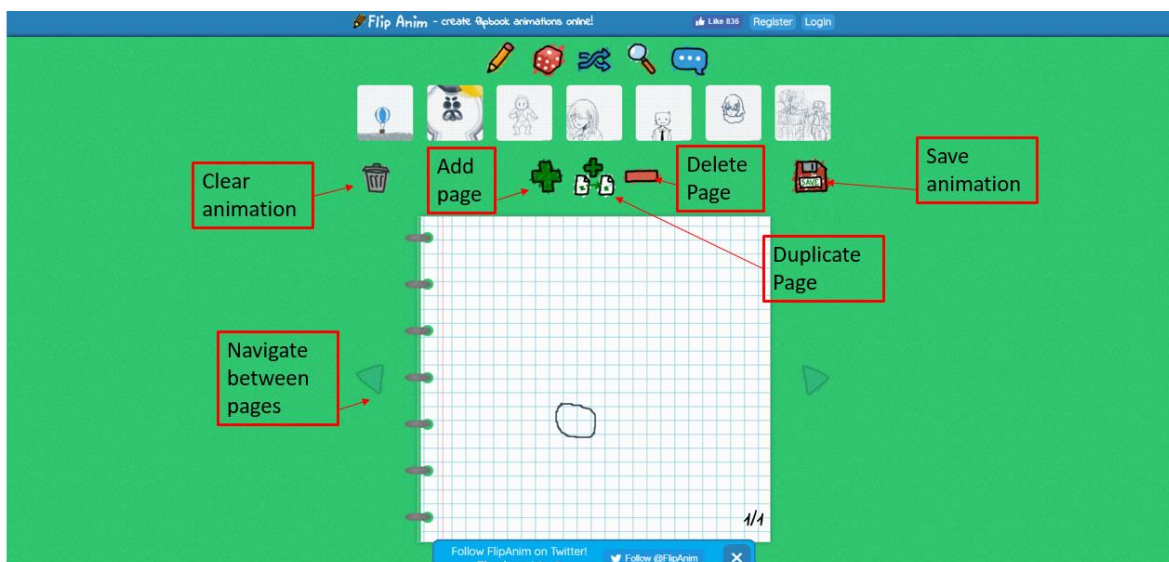 Flip Anim - create flipbook animations online!
Like 836
Register
Login
Clear
animation
Add
page
Delete
Page
Save
animation
SAVE
Duplicate
Page
Navigate
between
pages
1/1
Follow FlipAnim on Twitter!
Follow @FlipAnim